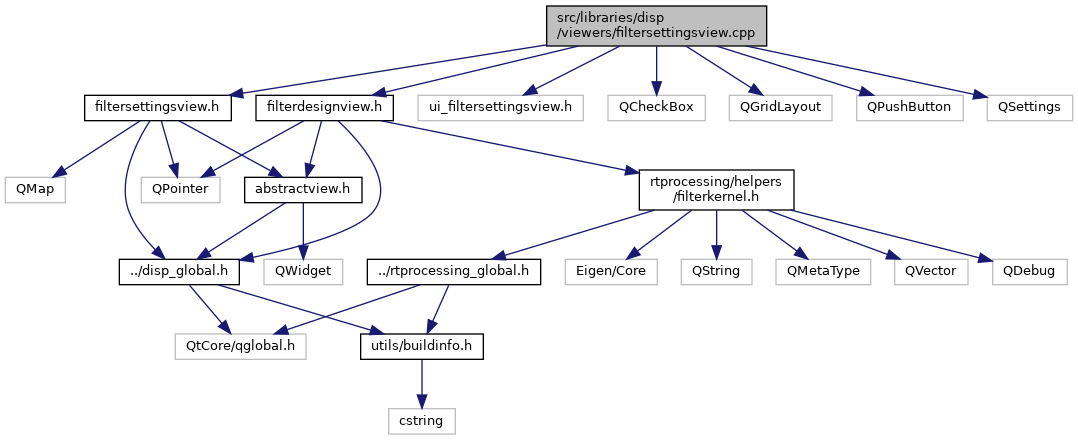 src/libraries/disp
/viewers/filtersettingsview.cpp
filtersettingsview.h
filterdesignview.h
ui_filtersettingsview.h
QCheckBox
QGridLayout
QPushButton
QSettings
QMap
QPointer
abstractview.h
rtprocessing/helpers
/filterkernel.h
../disp_global.h
QWidget
../rtprocessing_global.h
Eigen/Core
QString
QMetaType
QVector
QDebug
QtCore/qglobal.h
utils/buildinfo.h
cstring